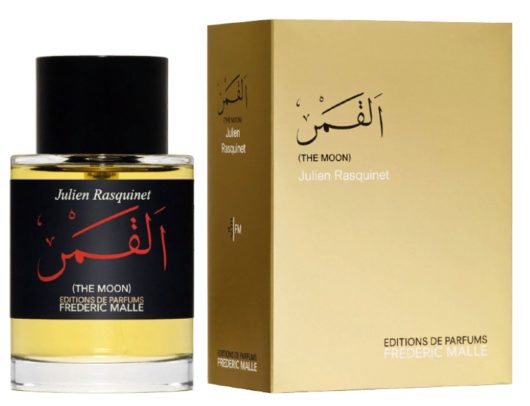 Julien Rasquinet
القمر
(THE MOON)
EDITIONS DE PARFUMS
FREDERIC MALLE
القمر
(THE MOON)
Julien
Rasquinet
FM
القمر
(THE MOON)
Julien Rasquinet
EDITIONS DE PARFUMS
FREDERIC MALLE